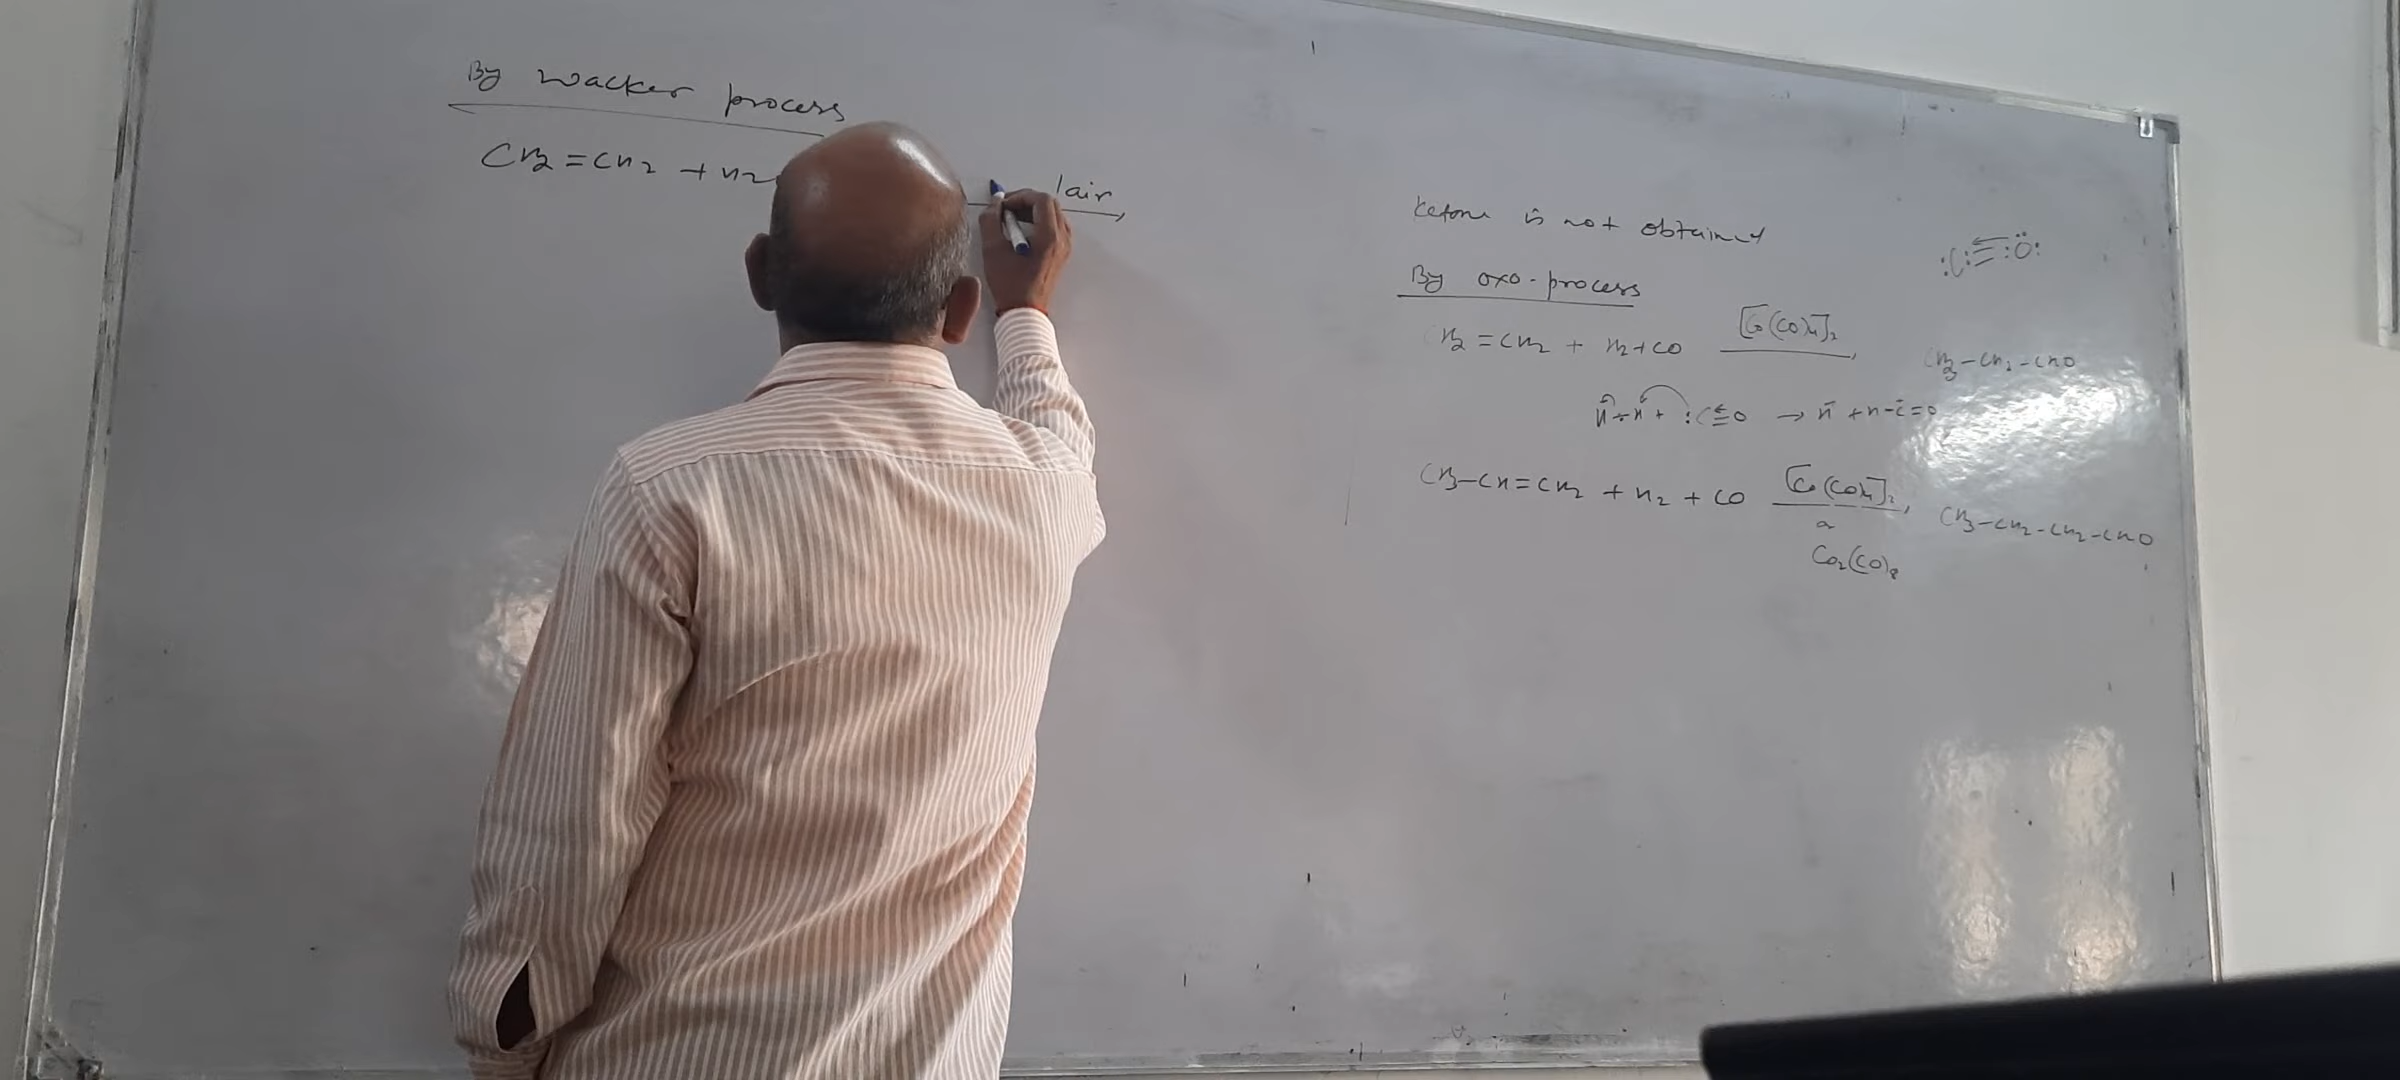 By Wacker process
CH2 = CH2 + H2 /air
Ketone is not obtained
:C≡O:
By oxo-process
H2 = CH2 + H2 + CO [Co(CO)4]2 CH3-CH2-CHO
H-H + :C≡O → H̄ + H-C̄=O
CH3-CH=CH2 + H2 + CO [Co(CO)4]2 CH3-CH2-CH2-CHO
Co2(CO)8